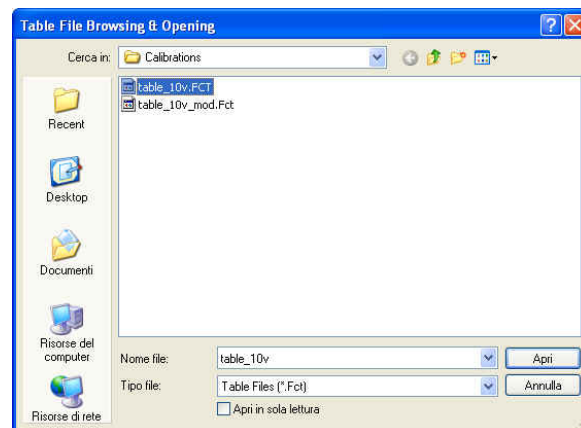 Table File Browsing & Opening
Cerca in:
Calibrations
table_10v.FCT
table_10v_mod.Fct
Recent
Desktop
Documenti
Risorse del
computer
Risorse di rete
Nome file:
table_10v
Apri
Tipo file:
Table Files (*.Fct)
Annulla
Apri in sola lettura